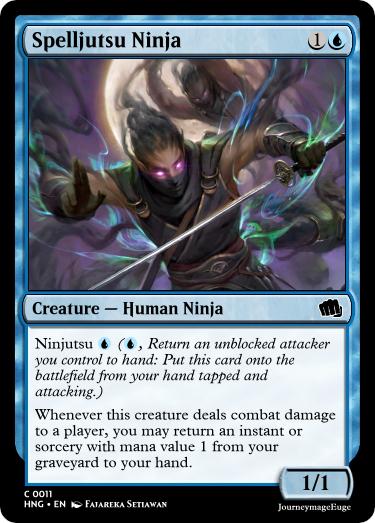 Spelljutsu Ninja 1
Creature — Human Ninja
Ninjutsu (, Return an unblocked attacker
you control to hand: Put this card onto the
battlefield from your hand tapped and
attacking.)
Whenever this creature deals combat damage
to a player, you may return an instant or
sorcery with mana value 1 from your
graveyard to your hand.
1/1
C 0011
HNG • EN Fajareka Setiawan
JourneymageEuge